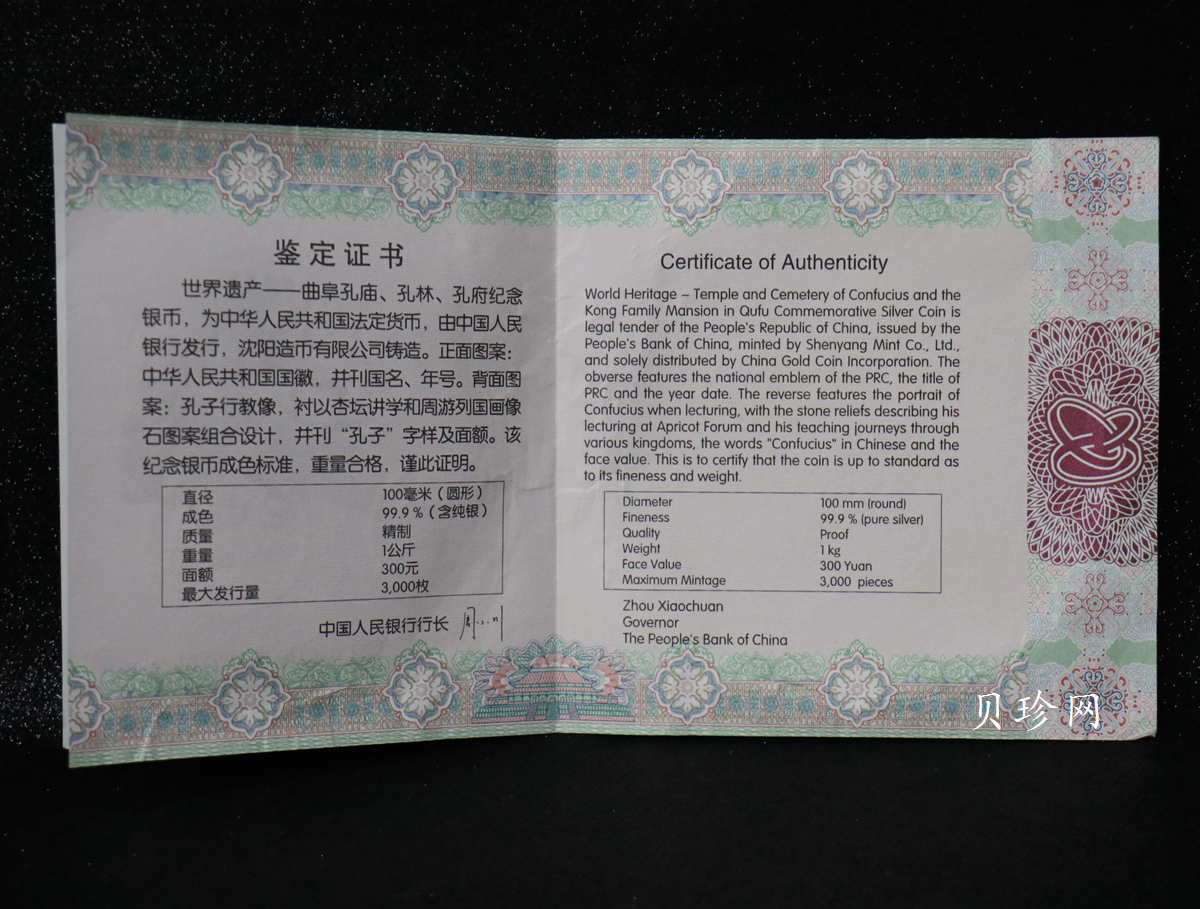 鉴定证书
世界遗产——曲阜孔庙、孔林、孔府纪念
银币，为中华人民共和国法定货币，由中国人民
银行发行，沈阳造币有限公司铸造。正面图案：
中华人民共和国国徽，并刊国名、年号。背面图
案：孔子行教像，衬以杏坛讲学和周游列国画像
石图案组合设计，并刊“孔子”字样及面额。该
纪念银币成色标准，重量合格，谨此证明。
直径 100毫米（圆形）
成色 99.9％（含纯银）
质量 精制
重量 1公斤
面额 300元
最大发行量 3,000枚
中国人民银行行长
Certificate of Authenticity
World Heritage – Temple and Cemetery of Confucius and the
Kong Family Mansion in Qufu Commemorative Silver Coin is
legal tender of the People's Republic of China, issued by the
People's Bank of China, minted by Shenyang Mint Co., Ltd.,
and solely distributed by China Gold Coin Incorporation. The
obverse features the national emblem of the PRC, the title of
PRC and the year date. The reverse features the portrait of
Confucius when lecturing, with the stone reliefs describing his
lecturing at Apricot Forum and his teaching journeys through
various kingdoms, the words "Confucius" in Chinese and the
face value. This is to certify that the coin is up to standard as
to its fineness and weight.
Diameter 100 mm (round)
Fineness 99.9 % (pure silver)
Quality Proof
Weight 1 kg
Face Value 300 Yuan
Maximum Mintage 3,000 pieces
Zhou Xiaochuan
Governor
The People's Bank of China
贝珍网